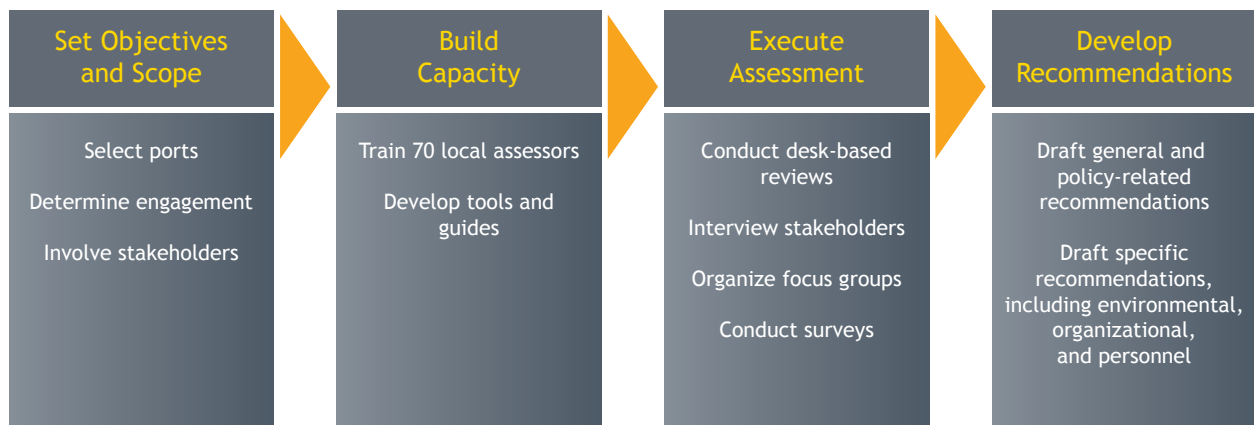 Set Objectives
and Scope
Select ports
Determine engagement
Involve stakeholders
Build
Capacity
Train 70 local assessors
Develop tools and
guides
Execute
Assessment
Conduct desk-based
reviews
Interview stakeholders
Organize focus groups
Conduct surveys
Develop
Recommendations
Draft general and
policy-related
recommendations
Draft specific
recommendations,
including environmental,
organizational,
and personnel